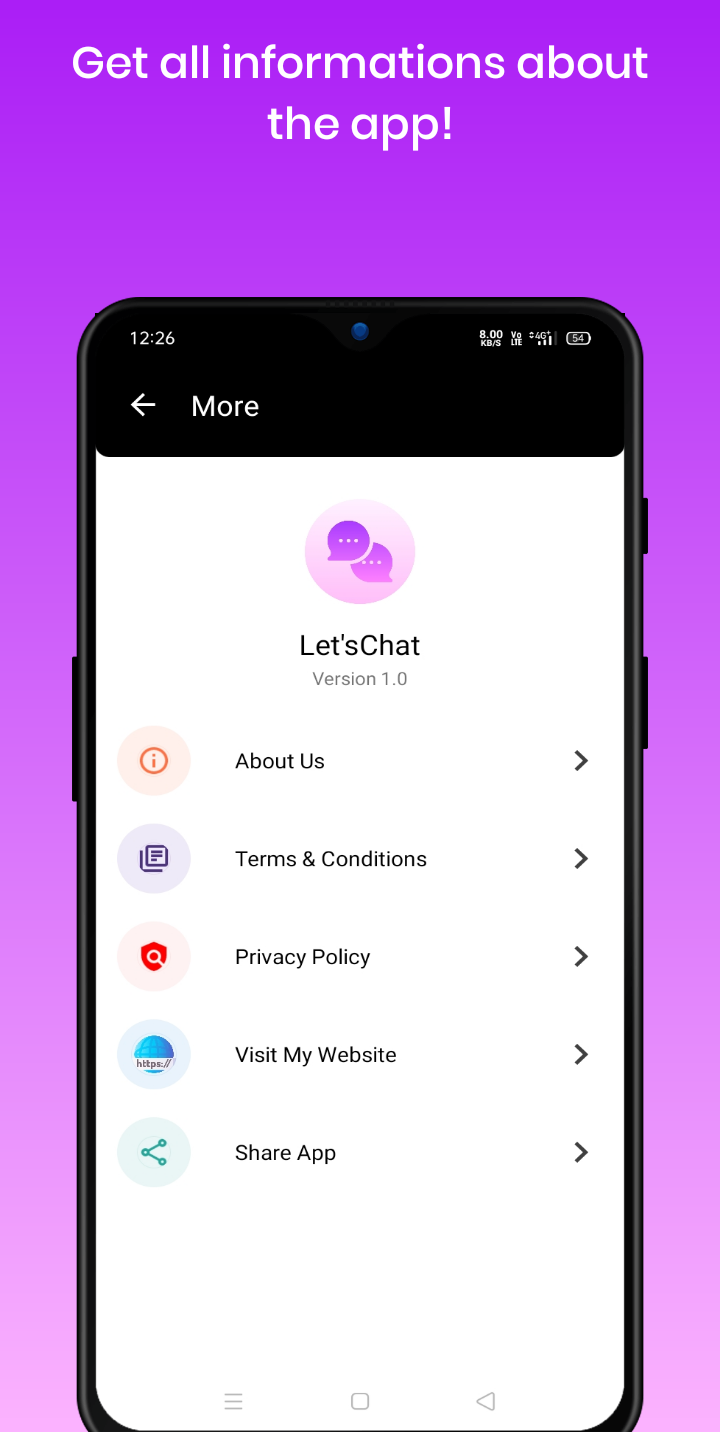 Get all informations about
the app!
12:26
8.00 KB/S Vo LTE 4G+ 54
More
Let'sChat
Version 1.0
About Us
Terms & Conditions
Privacy Policy
https://
Visit My Website
Share App